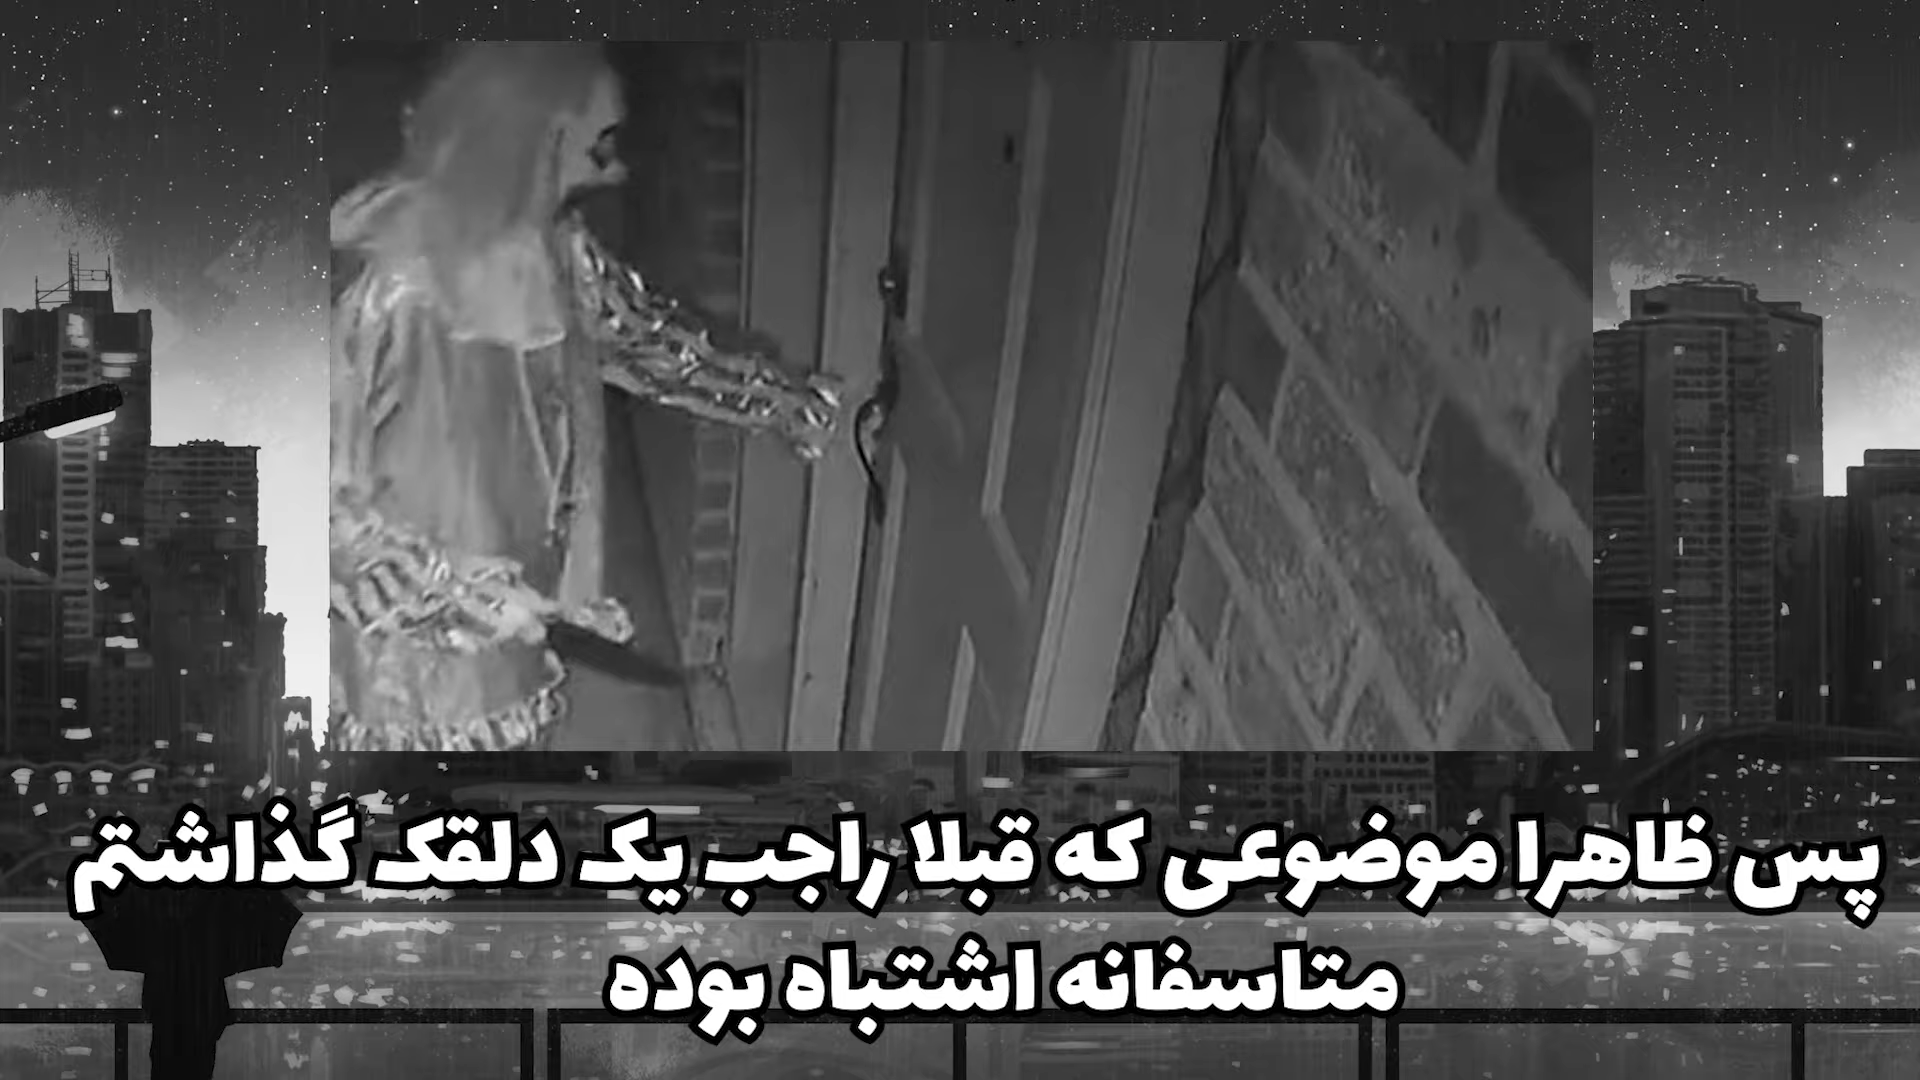 پس ظاهرا موضوعی که قبلا راجب یک دلقک گذاشتم
متاسفانه اشتباه بوده